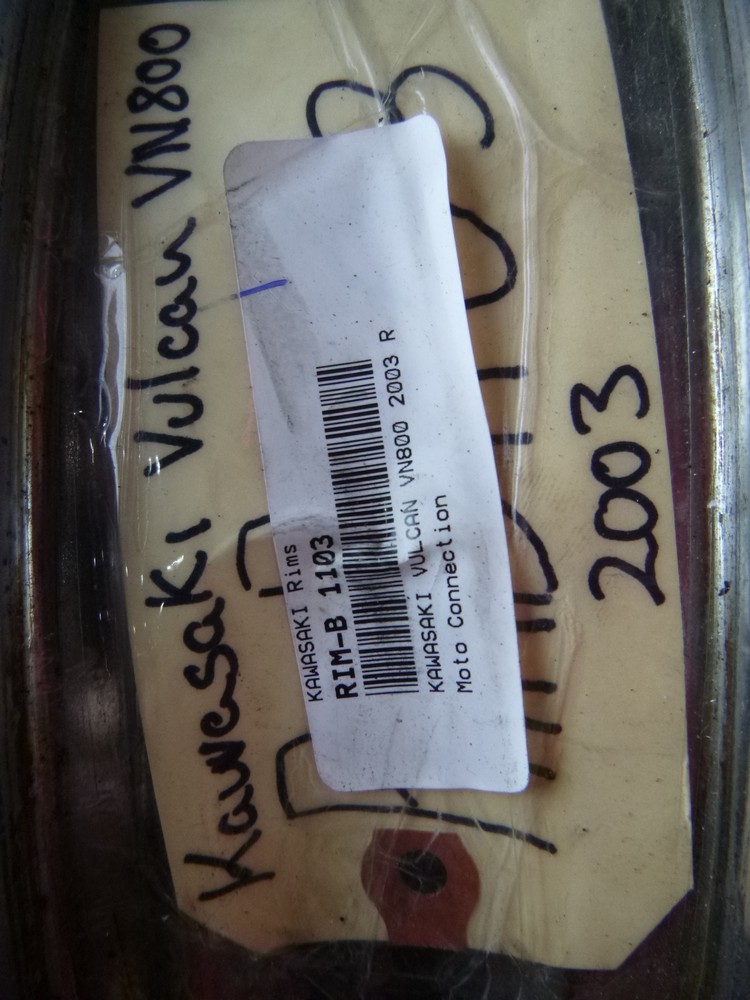 Kawasaki Vulcan VN800
KAWASAKI Rims
RIM-B 1103
KAWASAKI VULCAN VN800 2003 R
Moto Connection
2003